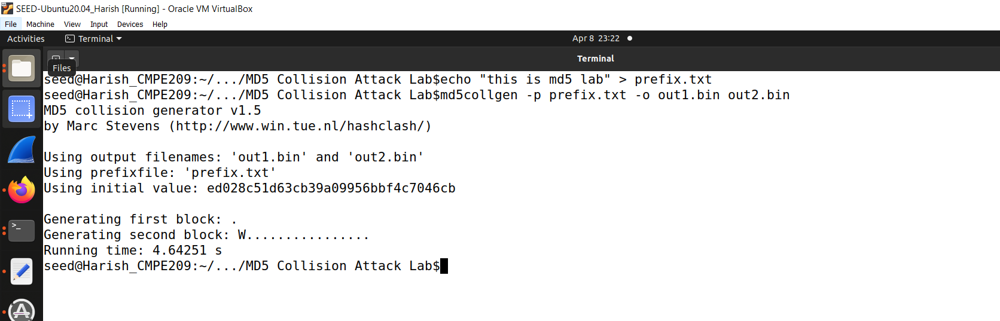 SEED-Ubuntu20.04_Harish [Running] - Oracle VM VirtualBox
File Machine View Input Devices Help
Activities Terminal Apr 8 23:22
Terminal
Files
seed@Harish_CMPE209:~/.../MD5 Collision Attack Lab$echo "this is md5 lab" > prefix.txt
seed@Harish_CMPE209:~/.../MD5 Collision Attack Lab$md5collgen -p prefix.txt -o out1.bin out2.bin
MD5 collision generator v1.5
by Marc Stevens (http://www.win.tue.nl/hashclash/)
Using output filenames: 'out1.bin' and 'out2.bin'
Using prefixfile: 'prefix.txt'
Using initial value: ed028c51d63cb39a09956bbf4c7046cb
Generating first block: .
Generating second block: W................
Running time: 4.64251 s
seed@Harish_CMPE209:~/.../MD5 Collision Attack Lab$